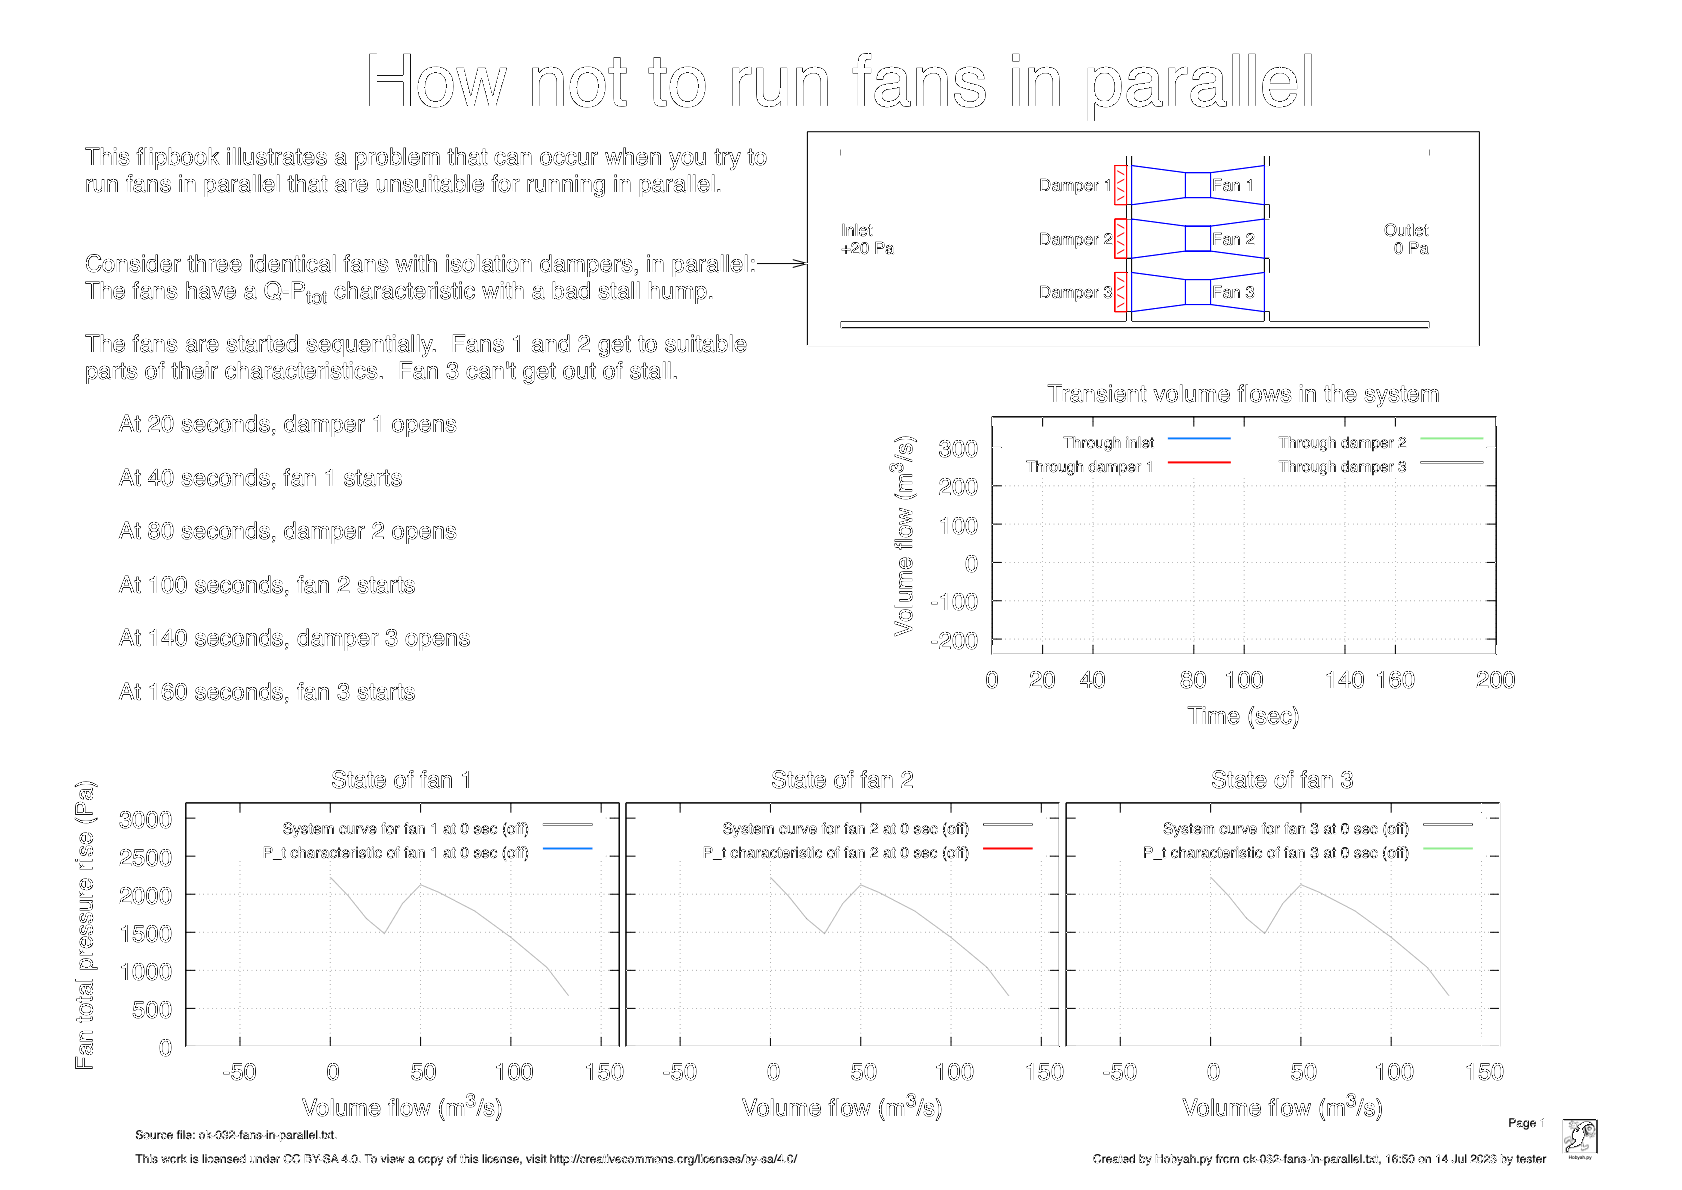 How not to run fans in parallel
This flipbook illustrates a problem that can occur when you try to
run fans in parallel that are unsuitable for running in parallel.
Consider three identical fans with isolation dampers, in parallel:
The fans have a Q-Ptot characteristic with a bad stall hump.
The fans are started sequentially.  Fans 1 and 2 get to suitable
parts of their characteristics.  Fan 3 can't get out of stall.
At 20 seconds, damper 1 opens
At 40 seconds, fan 1 starts
At 80 seconds, damper 2 opens
At 100 seconds, fan 2 starts
At 140 seconds, damper 3 opens
At 160 seconds, fan 3 starts
Damper 1 Fan 1
Inlet
+20 Pa
Damper 2 Fan 2
Outlet
0 Pa
Damper 3 Fan 3
Transient volume flows in the system
Volume flow (m³/s)
300
200
100
0
-100
-200
Through inlet
Through damper 1
Through damper 2
Through damper 3
0 20 40 80 100 140 160 200
Time (sec)
Fan total pressure rise (Pa)
3000
2500
2000
1500
1000
500
0
State of fan 1
System curve for fan 1 at 0 sec (off)
P_t characteristic of fan 1 at 0 sec (off)
-50 0 50 100 150
Volume flow (m³/s)
State of fan 2
System curve for fan 2 at 0 sec (off)
P_t characteristic of fan 2 at 0 sec (off)
-50 0 50 100 150
Volume flow (m³/s)
State of fan 3
System curve for fan 3 at 0 sec (off)
P_t characteristic of fan 3 at 0 sec (off)
-50 0 50 100 150
Volume flow (m³/s)
Source file: ok-032-fans-in-parallel.txt.
Page 1
This work is licensed under CC BY-SA 4.0. To view a copy of this license, visit http://creativecommons.org/licenses/by-sa/4.0/
Created by Hobyah.py from ok-032-fans-in-parallel.txt, 16:50 on 14 Jul 2023 by tester
Hobyah.py